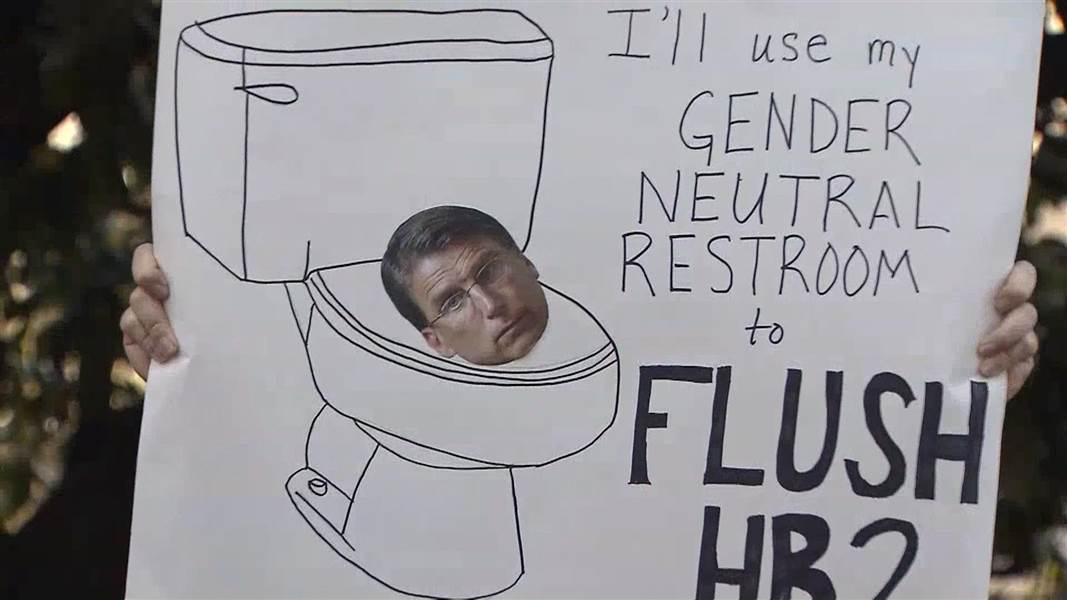 I'll use my
GENDER
NEUTRAL
RESTROOM
to
FLUSH
HB2